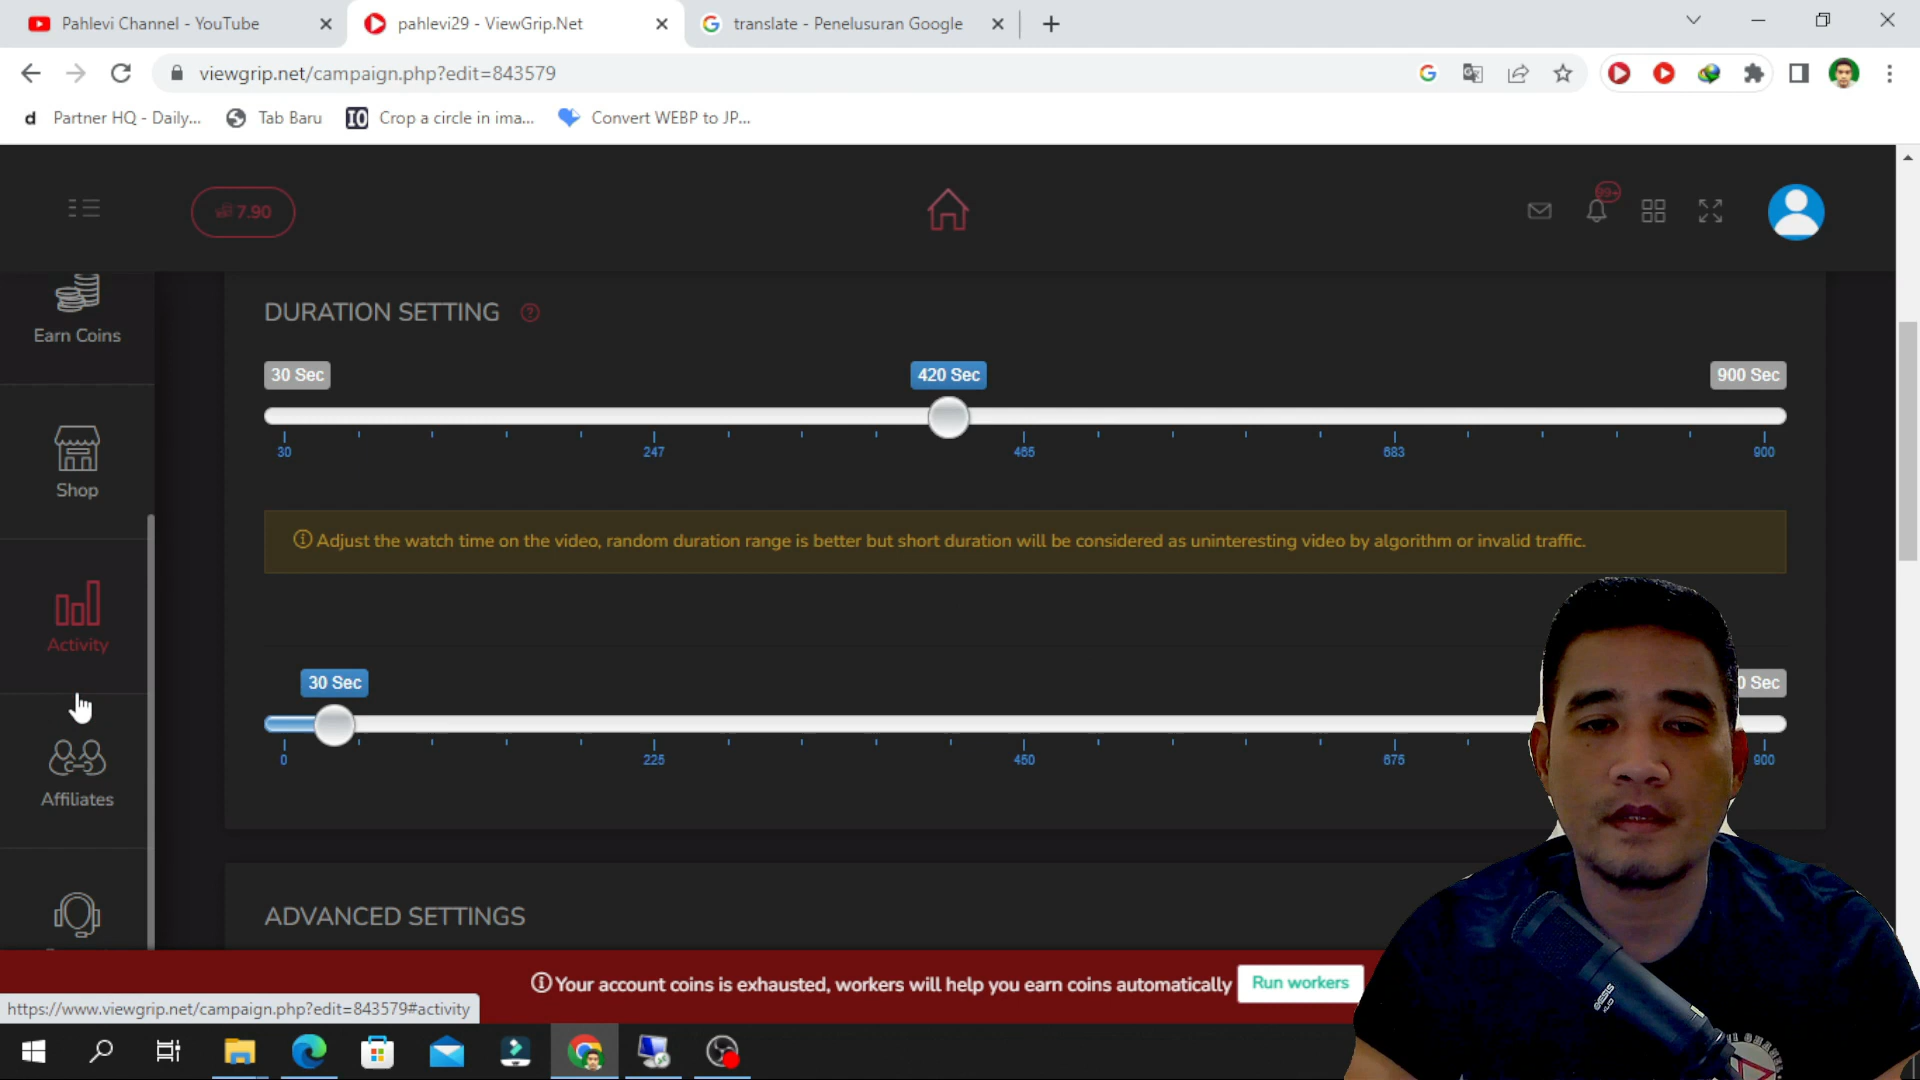 Pahlevi Channel - YouTube
pahlevi29 - ViewGrip.Net
translate - Penelusuran Google
viewgrip.net/campaign.php?edit=843579
d Partner HQ - Daily...
Tab Baru
IO Crop a circle in ima...
Convert WEBP to JP...
7.90
99+
Earn Coins
Shop
Activity
Affiliates
DURATION SETTING
30 Sec
420 Sec
900 Sec
30
247
465
683
900
Adjust the watch time on the video, random duration range is better but short duration will be considered as uninteresting video by algorithm or invalid traffic.
30 Sec
0 Sec
0
225
450
675
900
ADVANCED SETTINGS
Your account coins is exhausted, workers will help you earn coins automatically
Run workers
https://www.viewgrip.net/campaign.php?edit=843579#activity